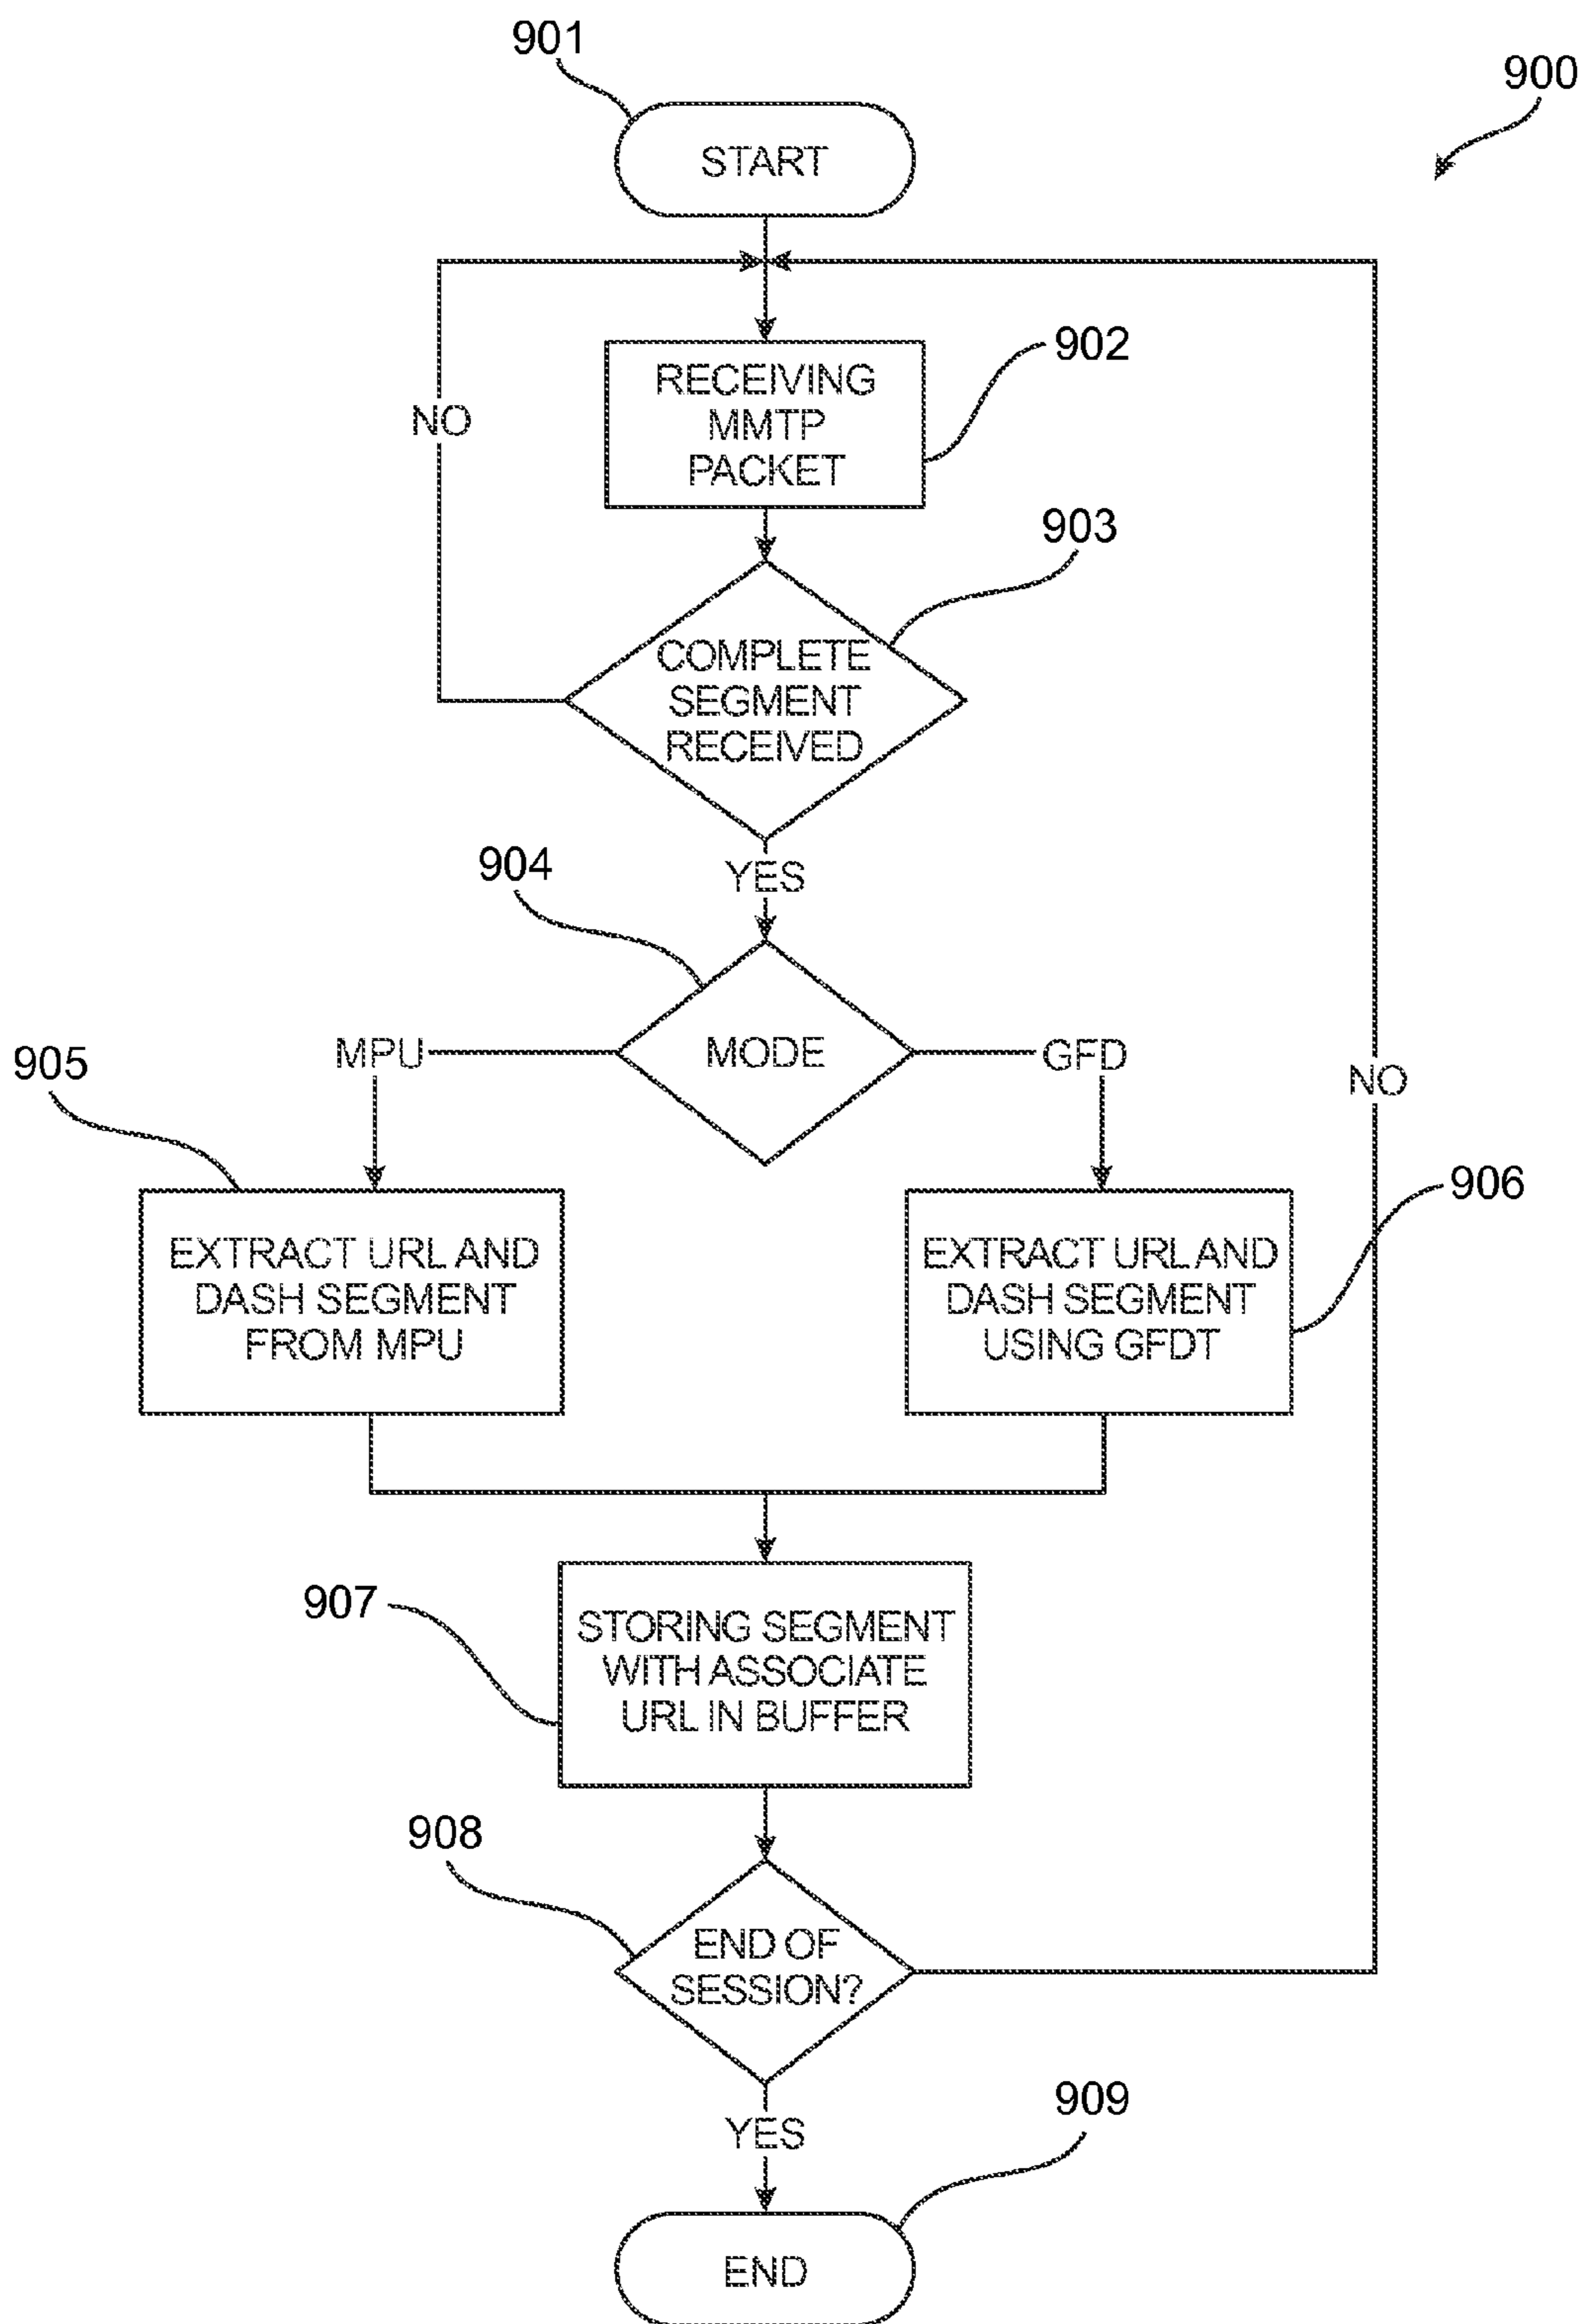 901
900
START
902
RECEIVING
MMTP
PACKET
NO
903
COMPLETE
SEGMENT
RECEIVED
904
YES
MODE
MPU
GFD
905
NO
906
EXTRACT URL AND
DASH SEGMENT
FROM MPU
EXTRACT URL AND
DASH SEGMENT
USING GFDT
907
STORING SEGMENT
WITH ASSOCIATE
URL IN BUFFER
908
END OF
SESSION?
YES
909
END